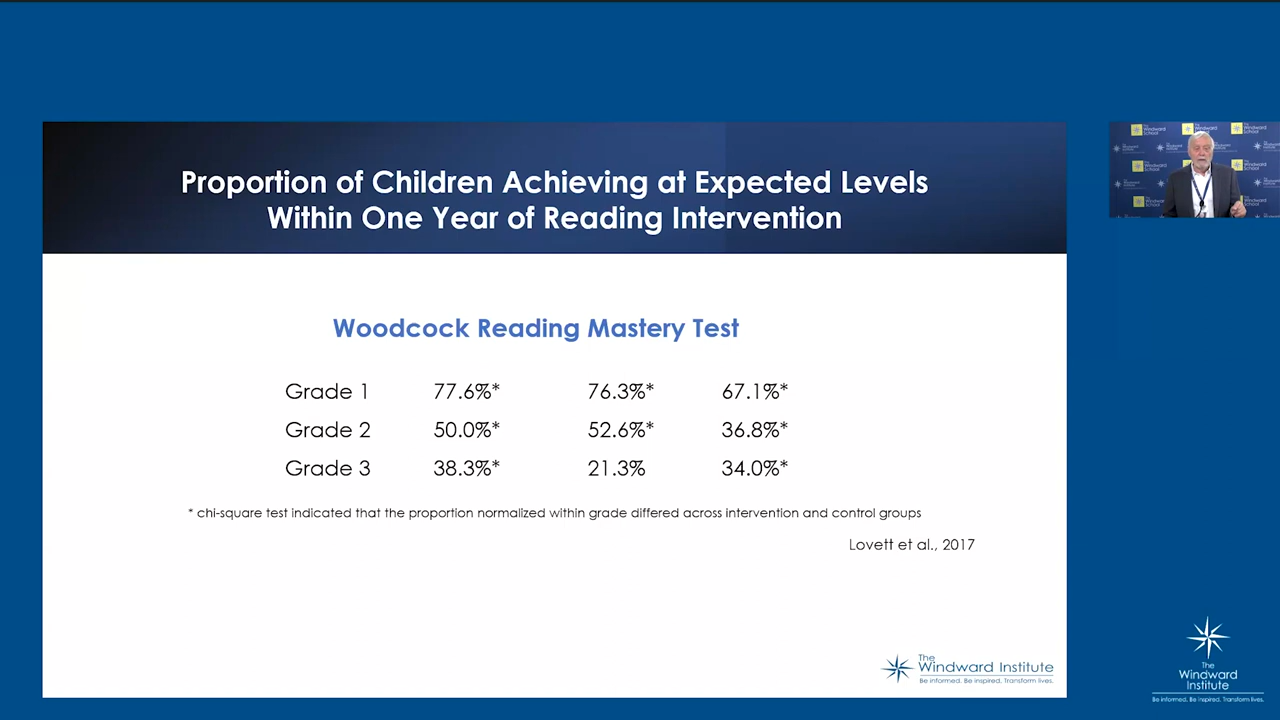 Proportion of Children Achieving at Expected Levels
Within One Year of Reading Intervention
Woodcock Reading Mastery Test
Grade 1 77.6%* 76.3%* 67.1%*
Grade 2 50.0%* 52.6%* 36.8%*
Grade 3 38.3%* 21.3% 34.0%*
* chi-square test indicated that the proportion normalized within grade differed across intervention and control groups
Lovett et al., 2017
The
Windward Institute
Be informed. Be inspired. Transform lives.
The
Windward
School
The
Windward
Institute
Be informed. Be inspired. Transform lives.